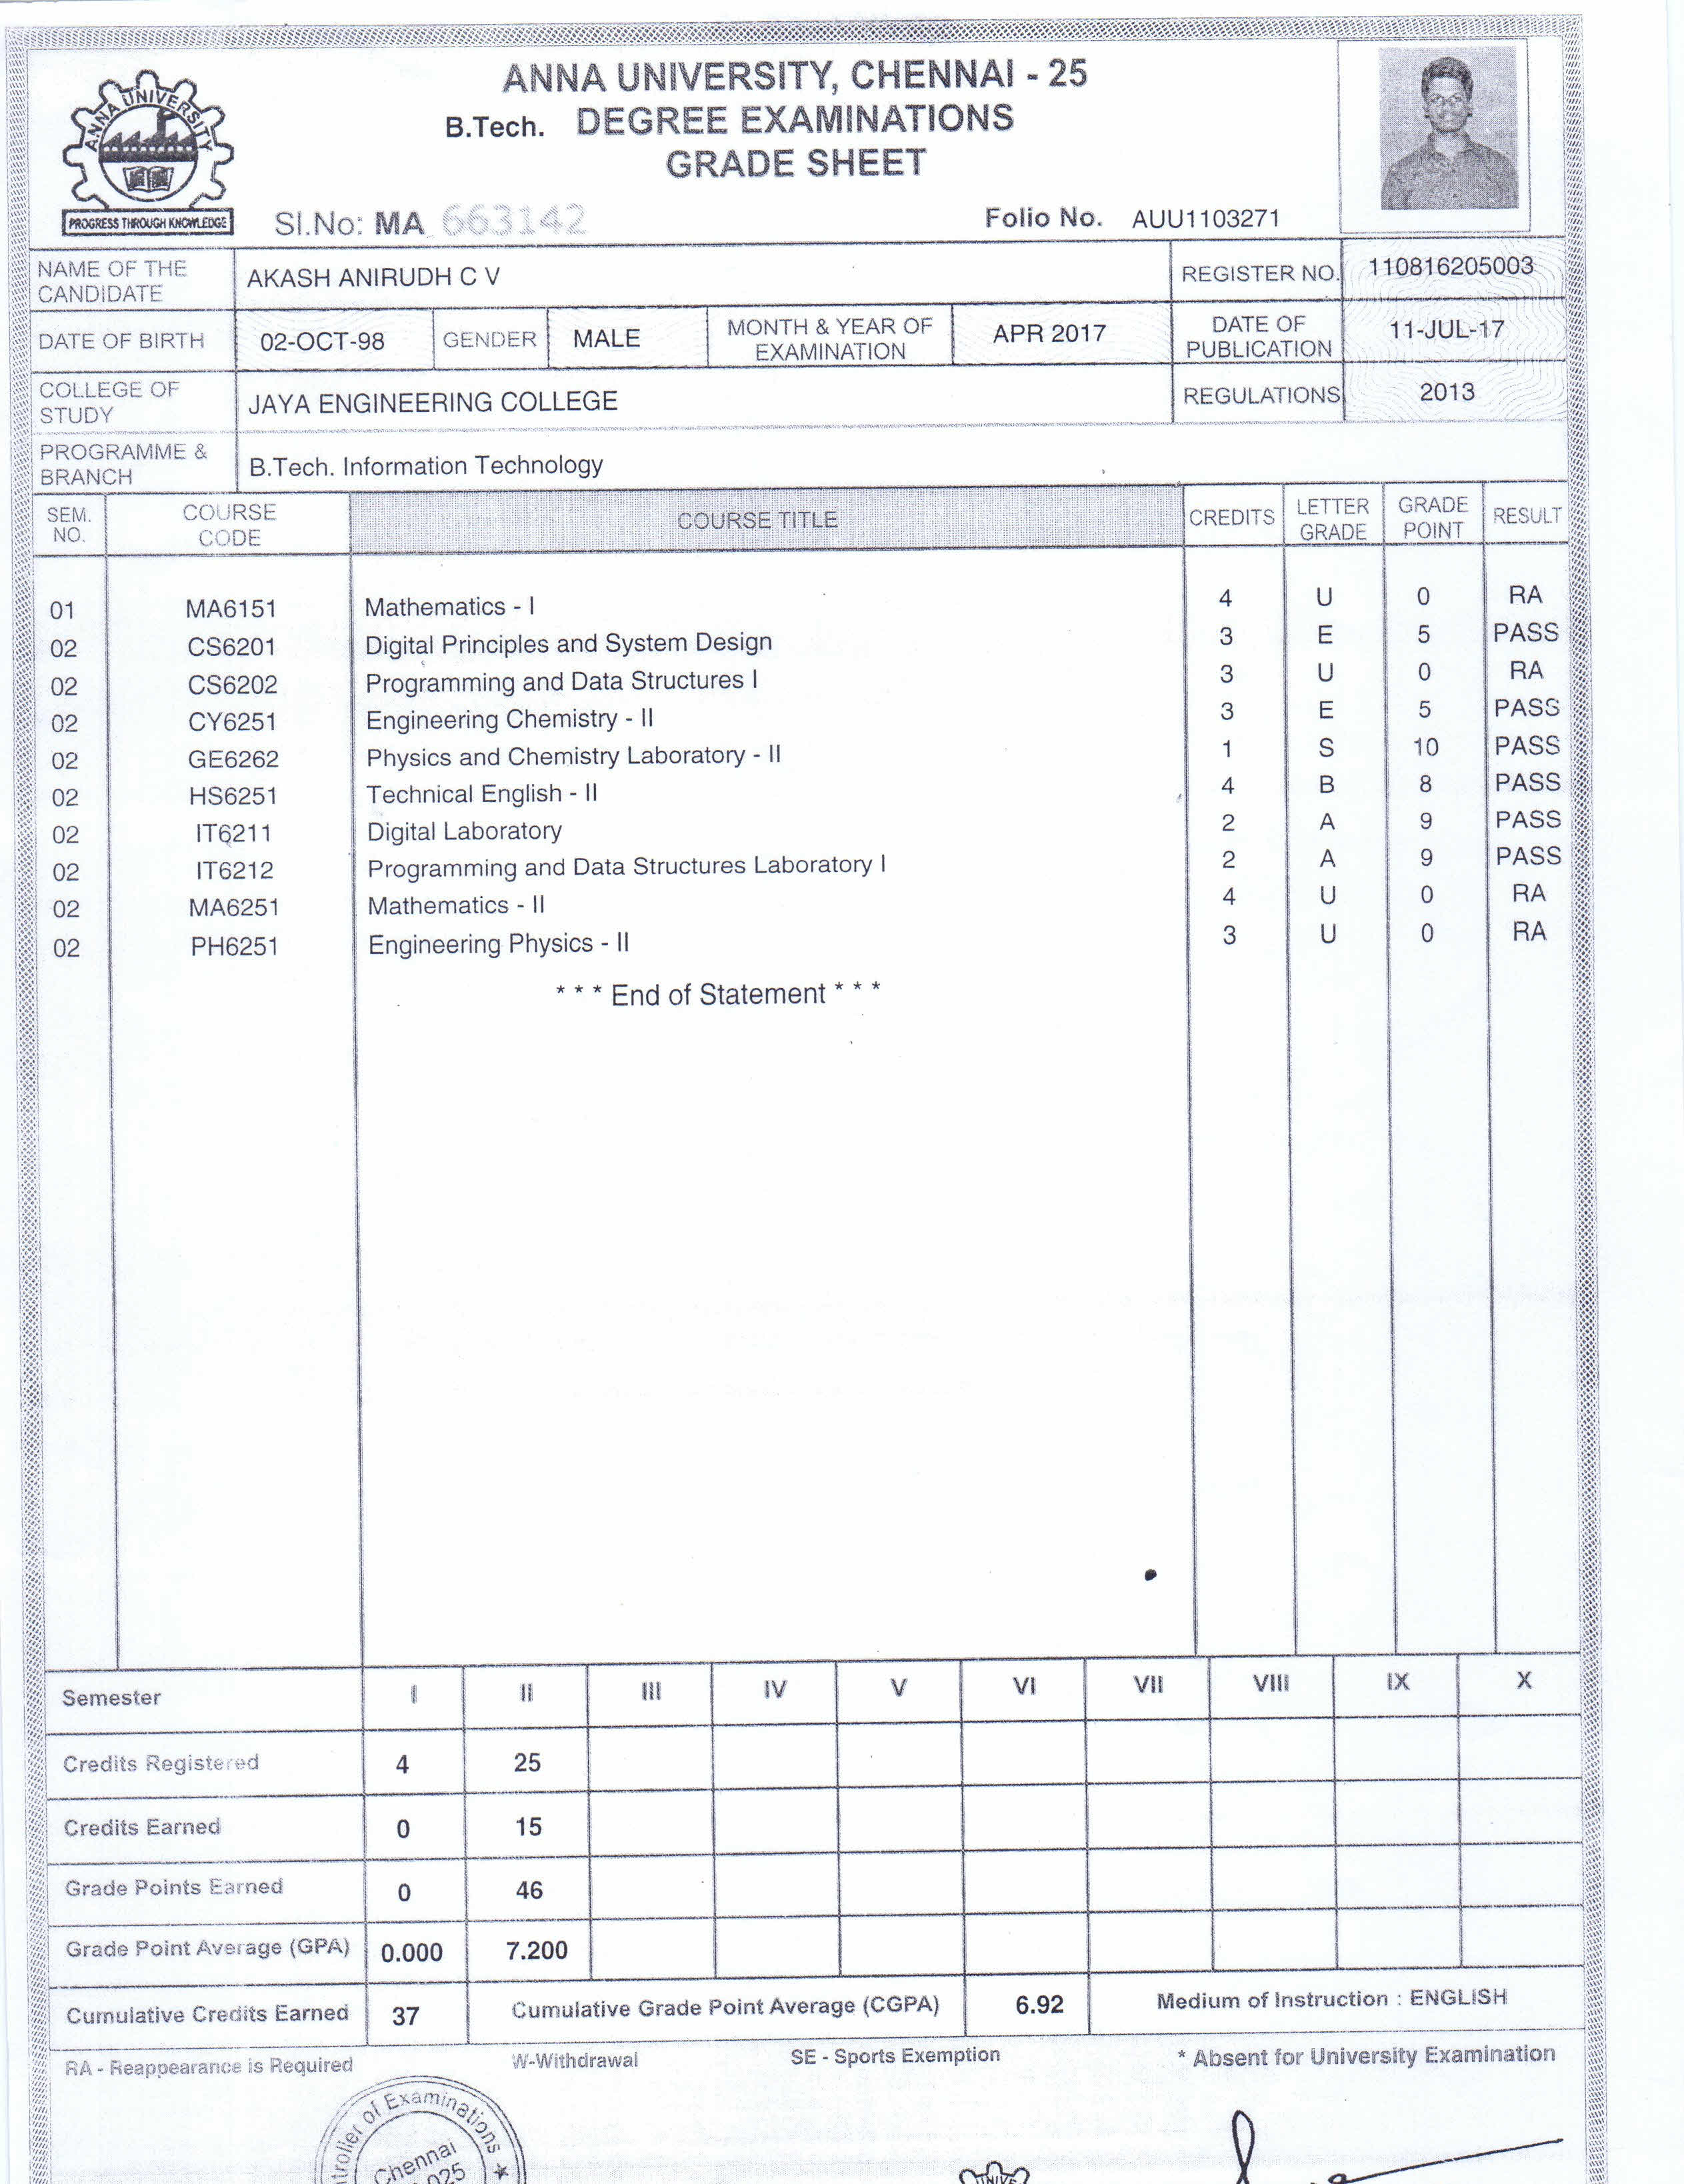 ANNA UNIVERSITY, CHENNAI - 25
B.Tech. DEGREE EXAMINATIONS
GRADE SHEET
ANNA UNIVERSITY
PROGRESS THROUGH KNOWLEDGE
Sl.No: MA 663142 Folio No. AUU1103271
NAME OF THE CANDIDATE AKASH ANIRUDH C V REGISTER NO. 110816205003
DATE OF BIRTH 02-OCT-98 GENDER MALE MONTH & YEAR OF EXAMINATION APR 2017 DATE OF PUBLICATION 11-JUL-17
COLLEGE OF STUDY JAYA ENGINEERING COLLEGE REGULATIONS 2013
PROGRAMME & BRANCH B.Tech. Information Technology
SEM. NO. COURSE CODE COURSE TITLE CREDITS LETTER GRADE GRADE POINT RESULT
01 MA6151 Mathematics - I 4 U 0 RA
02 CS6201 Digital Principles and System Design 3 E 5 PASS
02 CS6202 Programming and Data Structures I 3 U 0 RA
02 CY6251 Engineering Chemistry - II 3 E 5 PASS
02 GE6262 Physics and Chemistry Laboratory - II 1 S 10 PASS
02 HS6251 Technical English - II 4 B 8 PASS
02 IT6211 Digital Laboratory 2 A 9 PASS
02 IT6212 Programming and Data Structures Laboratory I 2 A 9 PASS
02 MA6251 Mathematics - II 4 U 0 RA
02 PH6251 Engineering Physics - II 3 U 0 RA
* * * End of Statement * * *
Semester I II III IV V VI VII VIII IX X
Credits Registered 4 25
Credits Earned 0 15
Grade Points Earned 0 46
Grade Point Average (GPA) 0.000 7.200
Cumulative Credits Earned 37 Cumulative Grade Point Average (CGPA) 6.92 Medium of Instruction : ENGLISH
RA - Reappearance is Required W-Withdrawal SE - Sports Exemption * Absent for University Examination
of Examinations
Chennai